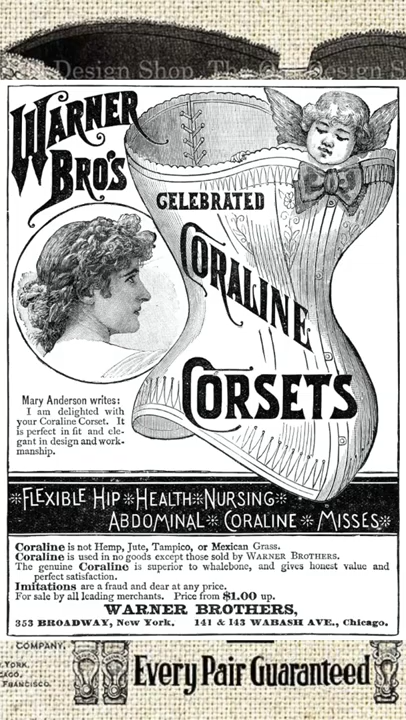 Design Shop. The
WARNER
BRO'S
CELEBRATED
CORALINE
CORSETS
Mary Anderson writes:
I am delighted with
your Coraline Corset. It
is perfect in fit and ele-
gant in design and work-
manship.
FLEXIBLE HIP HEALTH NURSING
ABDOMINAL CORALINE MISSES
Coraline is not Hemp, Jute, Tampico, or Mexican Grass.
Coraline is used in no goods except those sold by WARNER BROTHERS.
The genuine Coraline is superior to whalebone, and gives honest value and
perfect satisfaction.
Imitations are a fraud and dear at any price.
For sale by all leading merchants. Price from $1.00 up.
WARNER BROTHERS,
353 BROADWAY, New York. 141 & 143 WABASH AVE., Chicago.
COMPANY,
YORK.
CAGO.
FRANCISCO.
Every Pair Guaranteed